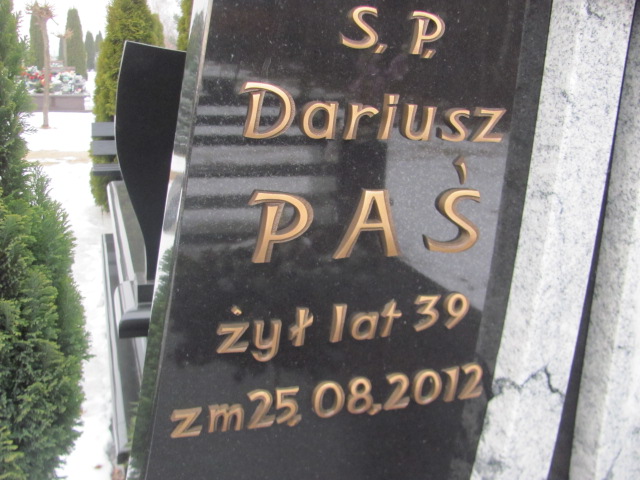 S, P,
Dariusz
PAŚ
żył lat 39
zm 25, 08, 2012